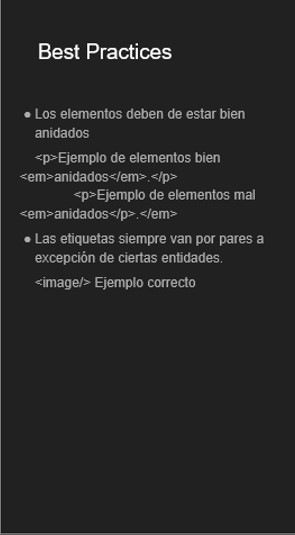 Best Practices
● Los elementos deben de estar bien
anidados
<p>Ejemplo de elementos bien
<em>anidados</em>.</p>
<p>Ejemplo de elementos mal
<em>anidados</p>.</em>
● Las etiquetas siempre van por pares a
excepción de ciertas entidades.
<image/> Ejemplo correcto